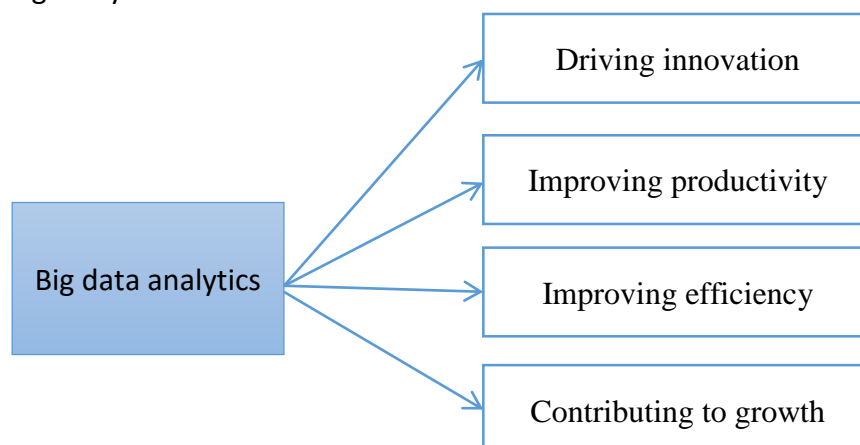 Driving innovation
Improving productivity
Big data analytics
Improving efficiency
Contributing to growth